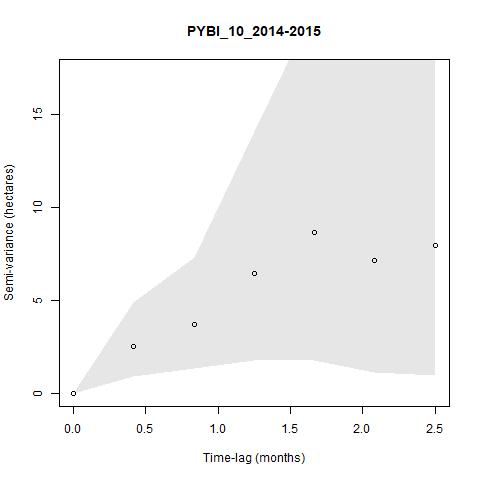 PYBI_10_2014-2015
Semi-variance (hectares)
15
10
5
0
0.0 0.5 1.0 1.5 2.0 2.5
Time-lag (months)